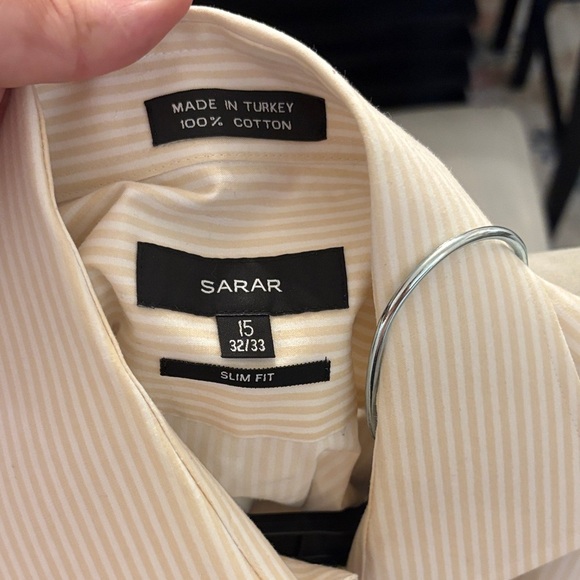 MADE IN TURKEY
100% COTTON
SARAR
15
32/33
SLIM FIT